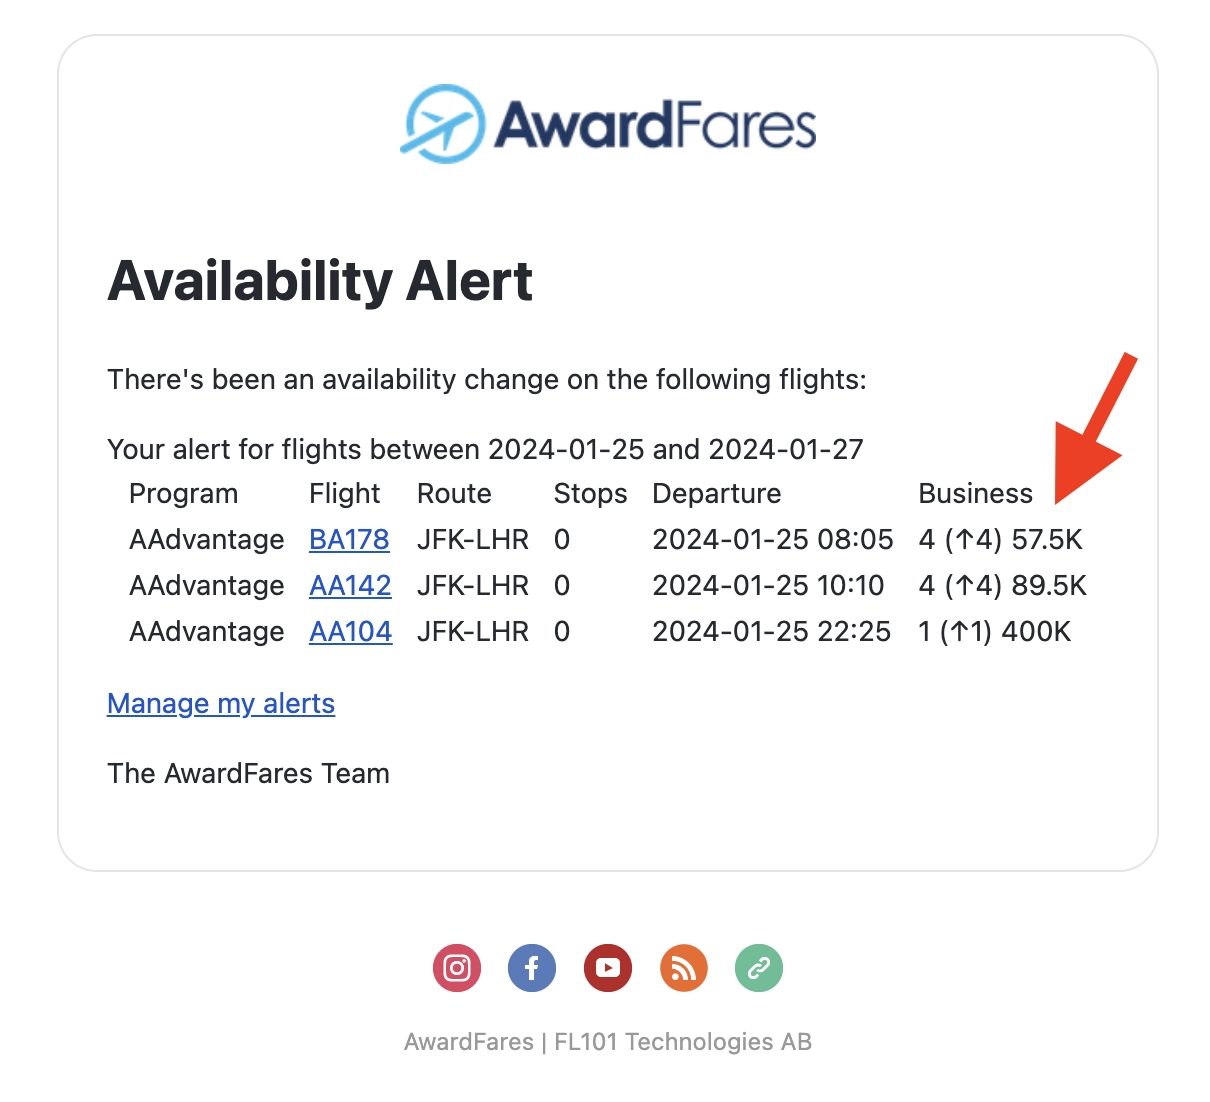 AwardFares
Availability Alert
There's been an availability change on the following flights:
Your alert for flights between 2024-01-25 and 2024-01-27
Program Flight Route Stops Departure Business
AAdvantage BA178 JFK-LHR 0 2024-01-25 08:05 4 (↑4) 57.5K
AAdvantage AA142 JFK-LHR 0 2024-01-25 10:10 4 (↑4) 89.5K
AAdvantage AA104 JFK-LHR 0 2024-01-25 22:25 1 (↑1) 400K
Manage my alerts
The AwardFares Team
AwardFares | FL101 Technologies AB